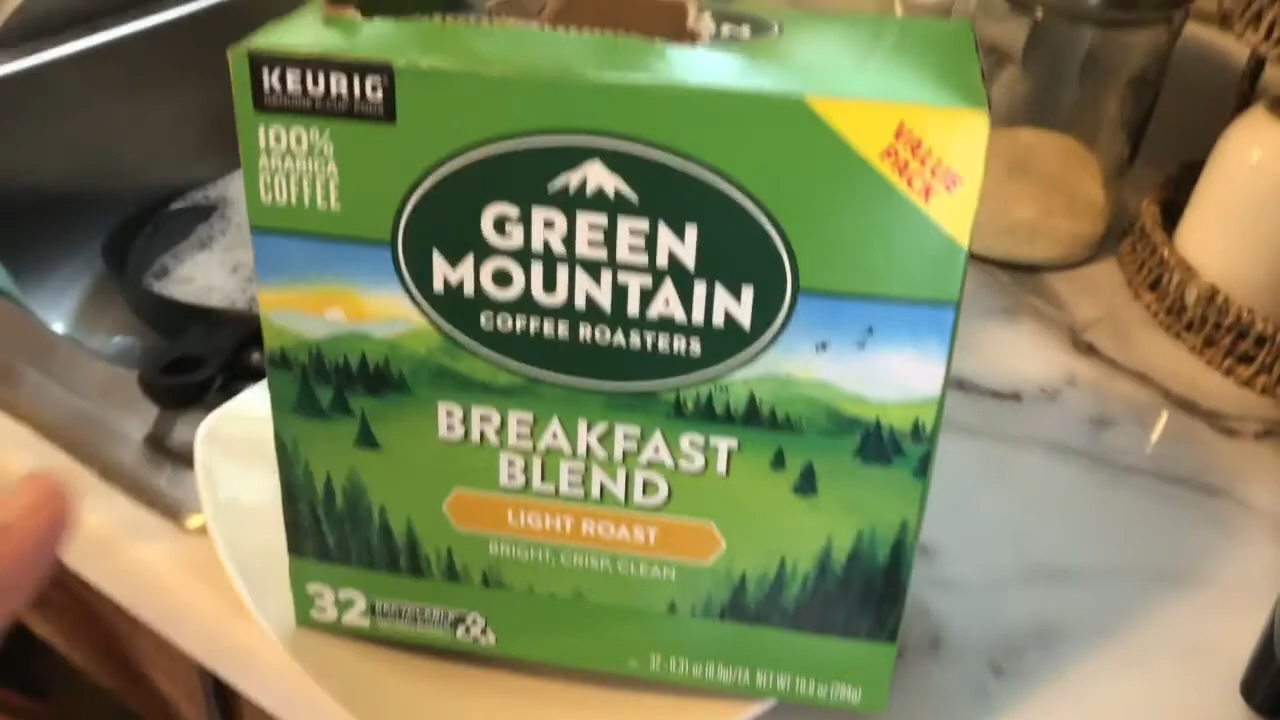 KEURIG
100%
ARABICA
COFFEE
VALUE
PACK
GREEN
MOUNTAIN
COFFEE ROASTERS
BREAKFAST
BLEND
LIGHT ROAST
BRIGHT, CRISP, CLEAN
32